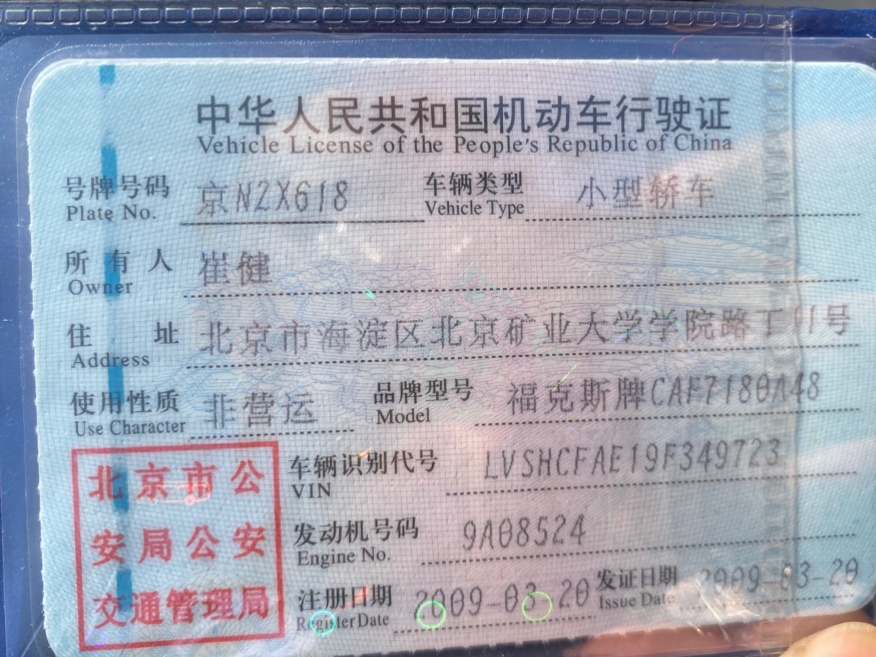 中华人民共和国机动车行驶证
Vehicle License of the People's Republic of China
号牌号码 京N2X618 车辆类型 小型轿车
Plate No. Vehicle Type
所有人 崔健
Owner
住址 北京市海淀区北京矿业大学学院路丁11号
Address
使用性质 非营运 品牌型号 福克斯牌CAF7180A48
Use Character Model
北京市公
安局公安
交通管理局
车辆识别代号 LVSHCFAE19F349723
VIN
发动机号码 9A08524
Engine No.
注册日期 2009-03-20 发证日期 2009-03-20
Register Date Issue Date